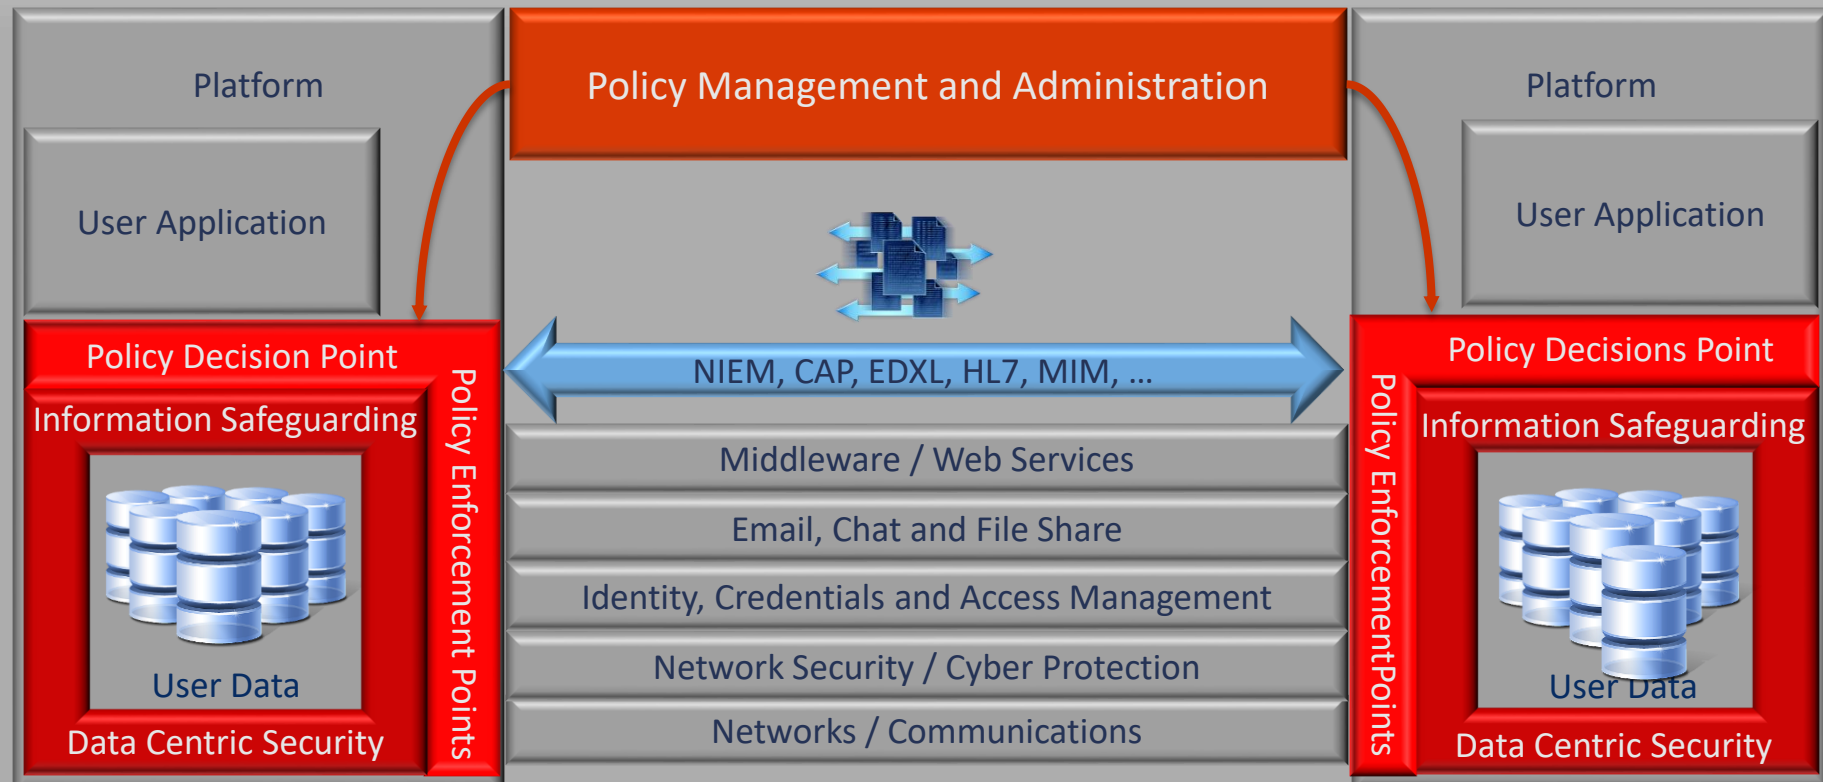 Platform
Policy Management and Administration
Platform
User Application
User Application
Policy Decision Point
Policy Enforcement Points
Information Safeguarding
User Data
Data Centric Security
NIEM, CAP, EDXL, HL7, MIM, ...
Middleware / Web Services
Email, Chat and File Share
Identity, Credentials and Access Management
Network Security / Cyber Protection
Networks / Communications
Policy Decisions Point
Policy EnforcementPoints
Information Safeguarding
User Data
Data Centric Security